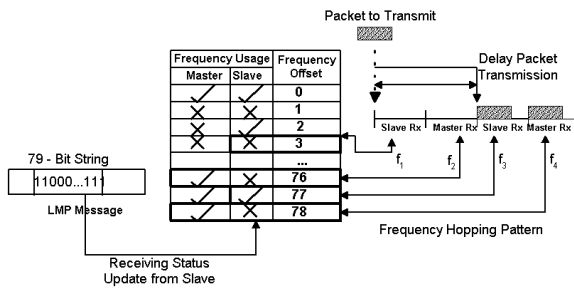 Packet to Transmit
Frequency Usage
Frequency Offset
Master
Slave
0
1
2
3
...
76
77
78
Delay Packet
Transmission
Slave Rx
Master Rx
Slave Rx
Master Rx
f1
f2
f3
f4
79 - Bit String
11000...111
LMP Message
Frequency Hopping Pattern
Receiving Status
Update from Slave